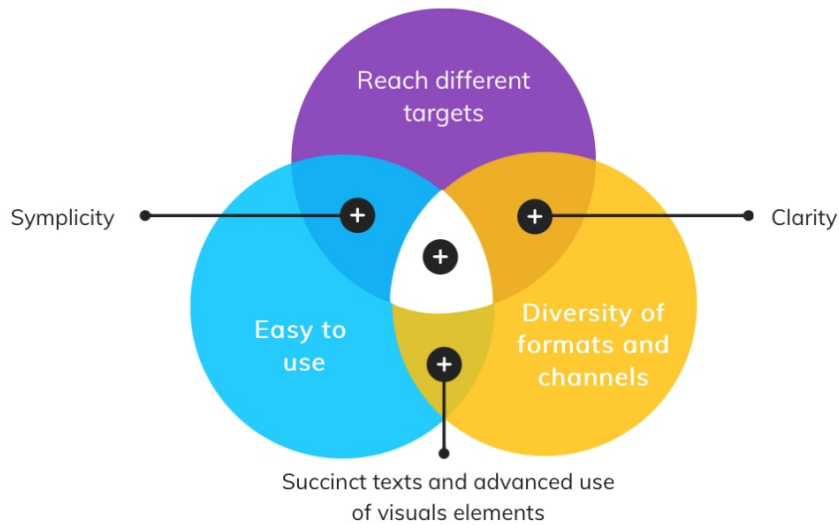 Reach different
targets
Symplicity
Clarity
Easy to
use
Diversity of
formats and
channels
Succinct texts and advanced use
of visuals elements